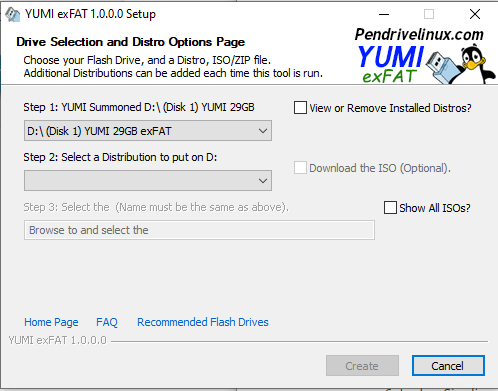 YUMI exFAT 1.0.0.0 Setup
Drive Selection and Distro Options Page
Choose your Flash Drive, and a Distro, ISO/ZIP file.
Additional Distributions can be added each time this tool is run.
Pendrivelinux.com
YUMI
exFAT
Step 1: YUMI Summoned D:\ (Disk 1) YUMI 29GB
View or Remove Installed Distros?
D:\ (Disk 1) YUMI 29GB exFAT
Step 2: Select a Distribution to put on D:
Download the ISO (Optional).
Step 3: Select the  (Name must be the same as above).
Show All ISOs?
Browse to and select the
Home Page FAQ Recommended Flash Drives
YUMI exFAT 1.0.0.0
Create Cancel